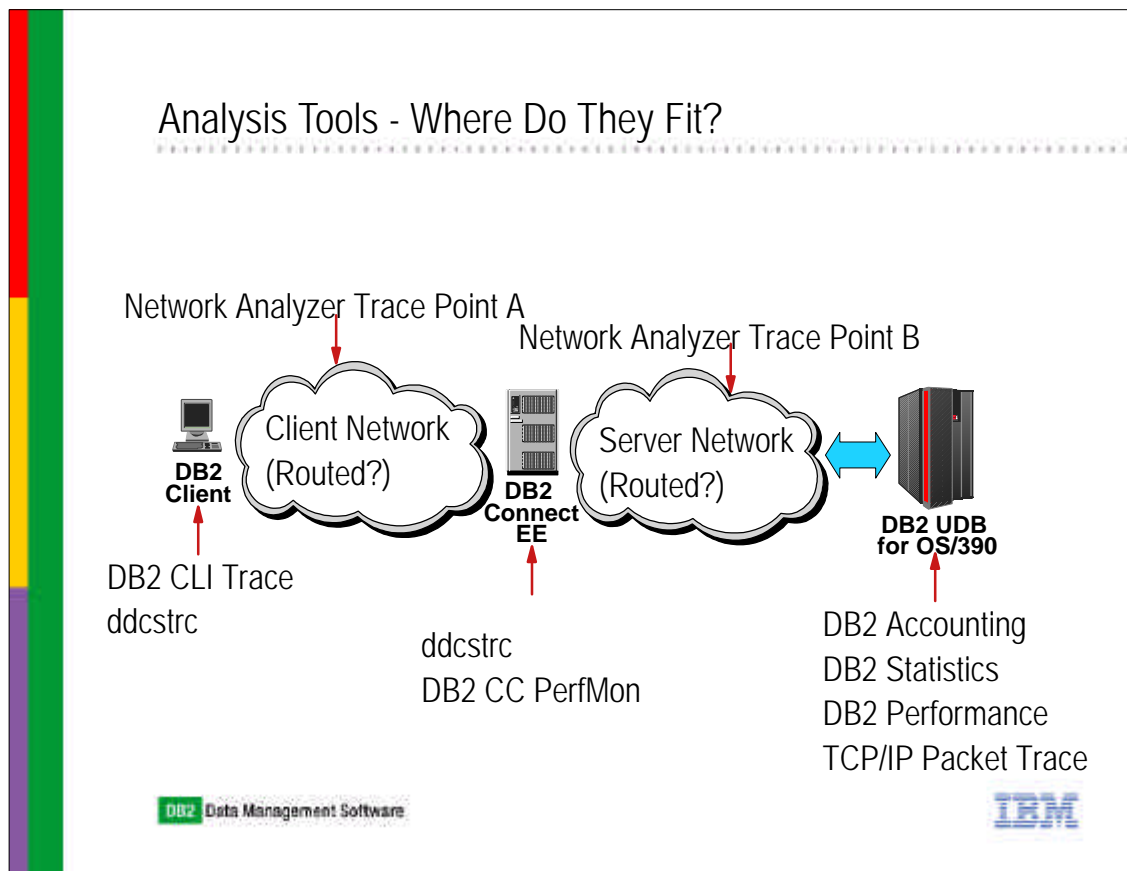 Analysis Tools - Where Do They Fit?
Network Analyzer Trace Point A
Network Analyzer Trace Point B
Client Network
(Routed?)
Server Network
(Routed?)
DB2
Client
DB2
Connect
EE
DB2 UDB
for OS/390
DB2 CLI Trace
ddcstrc
ddcstrc
DB2 CC PerfMon
DB2 Accounting
DB2 Statistics
DB2 Performance
TCP/IP Packet Trace
DB2 Data Management Software
IBM